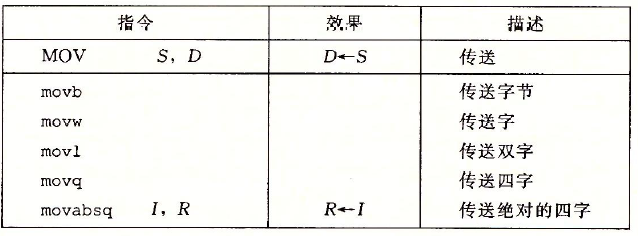 指令 效果 描述
MOV S, D D←S 传送
movb 传送字节
movw 传送字
movl 传送双字
movq 传送四字
movabsq I, R R←I 传送绝对的四字